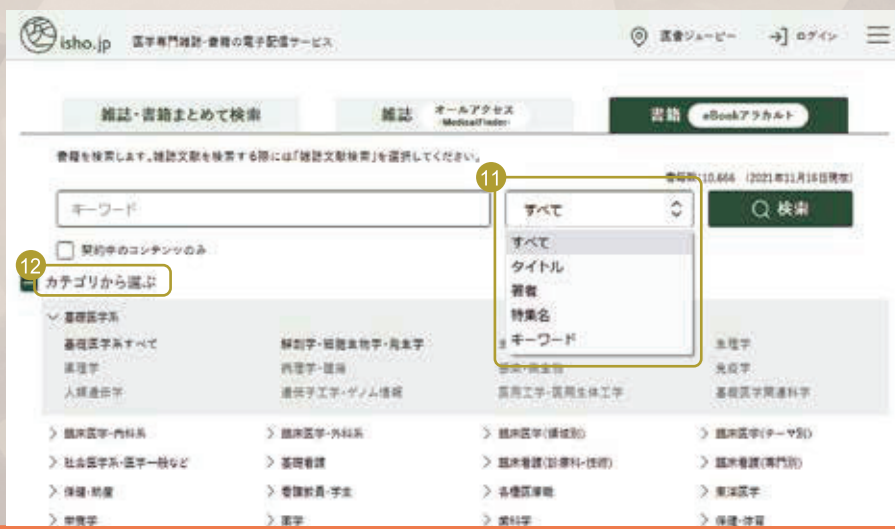 医 isho.jp 医学専門雑誌・書籍の電子配信サービス 医書ジェーピー ログイン
雑誌・書籍まとめて検索 雑誌 オールアクセス -MedicalFinder- 書籍 eBookアラカルト
書籍を検索します。雑誌文献を検索する際には「雑誌文献検索」を選択してください。
11
10,666 (2021年11月16日現在)
キーワード すべて 検索
契約中のコンテンツのみ
すべて
タイトル
著者
特集名
キーワード
12
カテゴリから選ぶ
基礎医学系
基礎医学系すべて 解剖学・細胞生物学・発生学 生理学
薬理学 病理学・腫瘍 感染・微生物 免疫学
人類遺伝学 遺伝子工学・ゲノム情報 医用工学・医用生体工学 基礎医学関連科学
臨床医学・内科系 臨床医学・外科系 臨床医学(領域別) 臨床医学(テーマ別)
社会医学系・医学一般など 基礎看護 臨床看護(診療科・技術) 臨床看護(専門別)
保健・助産 看護教員・学生 各種医療職 東洋医学
栄養学 薬学 歯科学 保健・体育